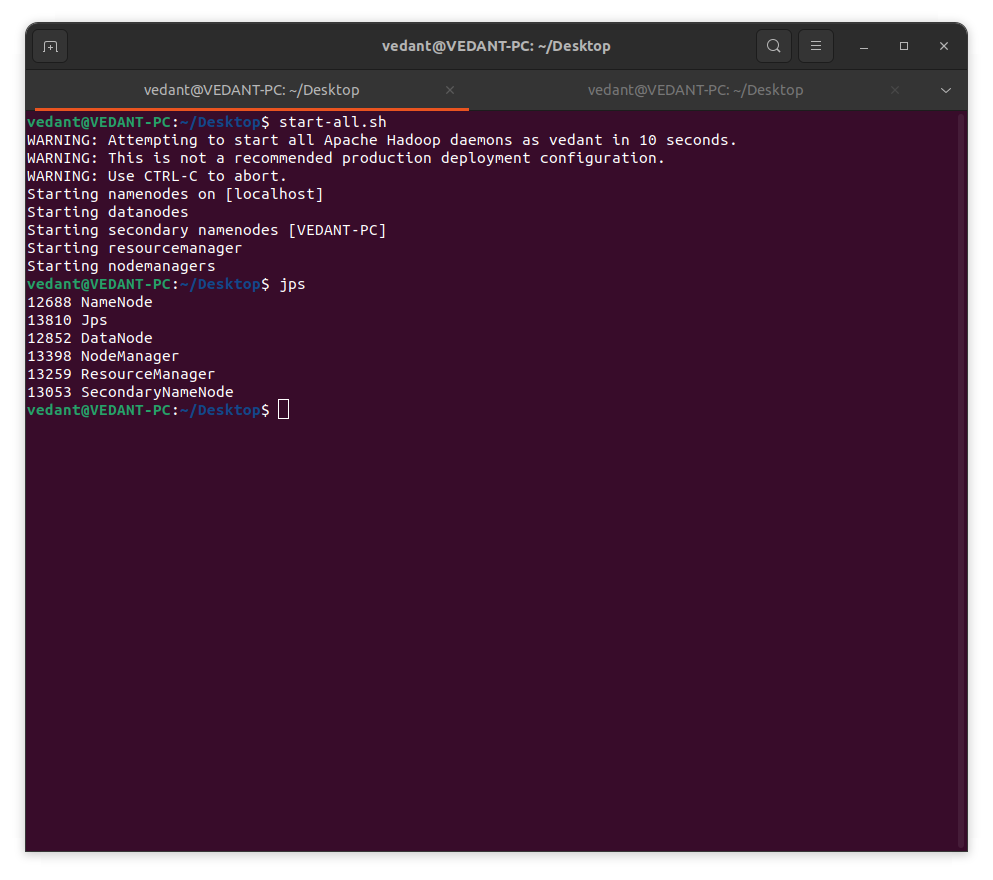 vedant@VEDANT-PC: ~/Desktop
vedant@VEDANT-PC: ~/Desktop
vedant@VEDANT-PC: ~/Desktop
vedant@VEDANT-PC:~/Desktop$ start-all.sh
WARNING: Attempting to start all Apache Hadoop daemons as vedant in 10 seconds.
WARNING: This is not a recommended production deployment configuration.
WARNING: Use CTRL-C to abort.
Starting namenodes on [localhost]
Starting datanodes
Starting secondary namenodes [VEDANT-PC]
Starting resourcemanager
Starting nodemanagers
vedant@VEDANT-PC:~/Desktop$ jps
12688 NameNode
13810 Jps
12852 DataNode
13398 NodeManager
13259 ResourceManager
13053 SecondaryNameNode
vedant@VEDANT-PC:~/Desktop$